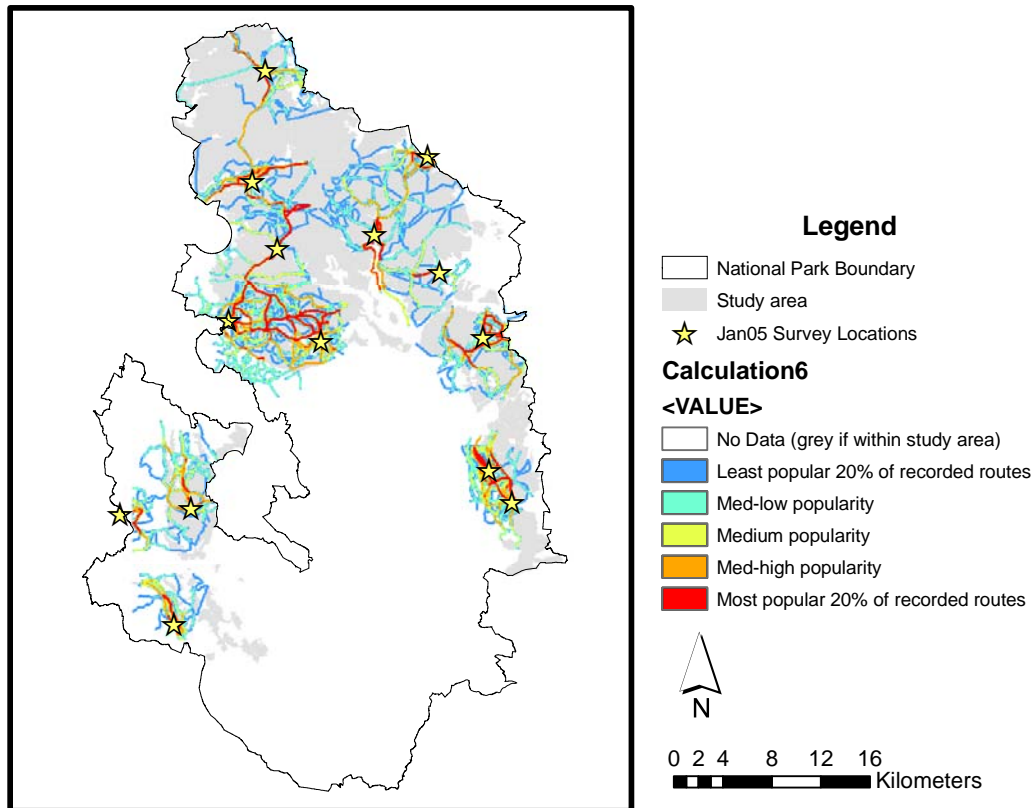 Legend
National Park Boundary
Study area
Jan05 Survey Locations
Calculation6
<VALUE>
No Data (grey if within study area)
Least popular 20% of recorded routes
Med-low popularity
Medium popularity
Med-high popularity
Most popular 20% of recorded routes
N
0 2 4 8 12 16
Kilometers